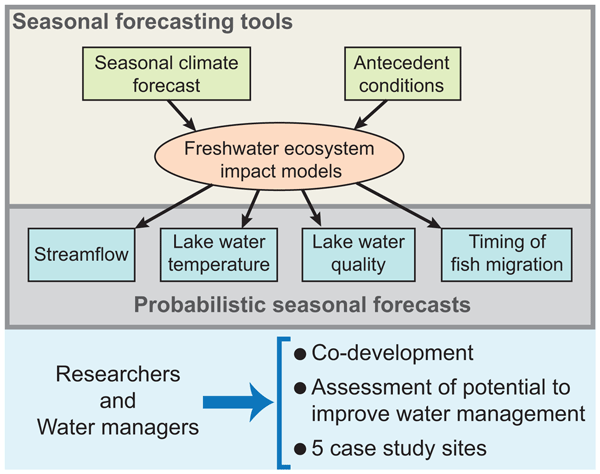 Seasonal forecasting tools
Seasonal climate
forecast
Antecedent
conditions
Freshwater ecosystem
impact models
Streamflow
Lake water
temperature
Lake water
quality
Timing of
fish migration
Probabilistic seasonal forecasts
Researchers
and
Water managers
● Co-development
● Assessment of potential to
improve water management
● 5 case study sites